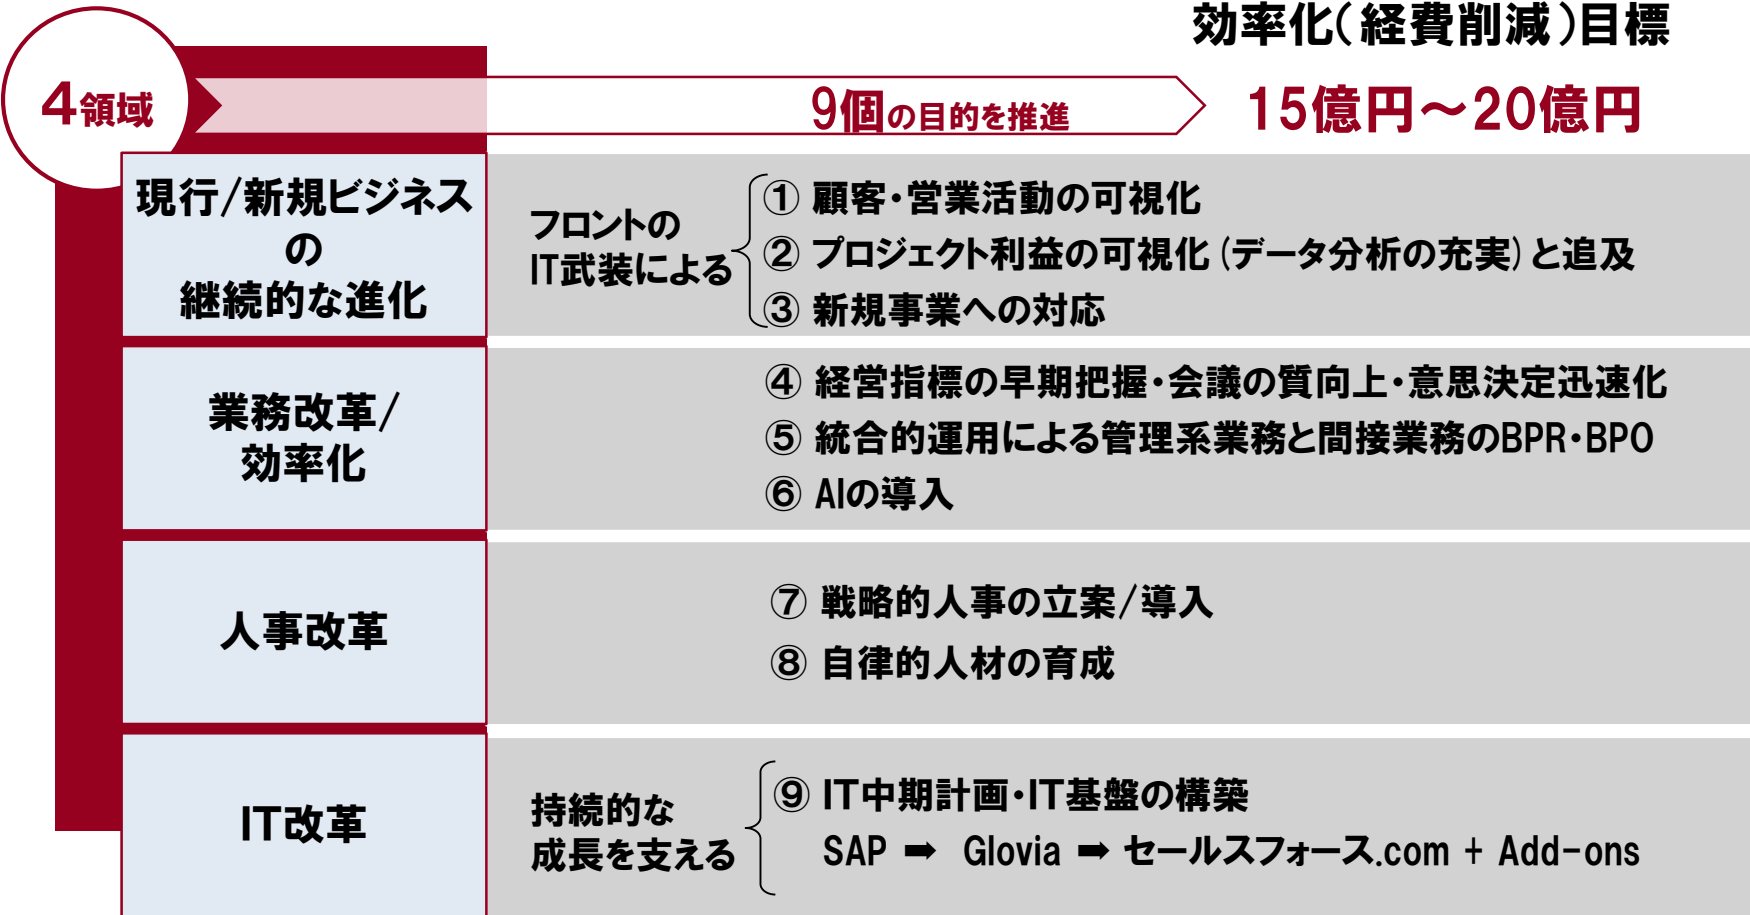 効率化(経費削減)目標
4領域
9個の目的を推進
15億円～20億円
現行/新規ビジネス
の
継続的な進化
フロントの
IT武装による
① 顧客・営業活動の可視化
② プロジェクト利益の可視化(データ分析の充実)と追及
③ 新規事業への対応
業務改革/
効率化
④ 経営指標の早期把握・会議の質向上・意思決定迅速化
⑤ 統合的運用による管理系業務と間接業務のBPR・BPO
⑥ AIの導入
人事改革
⑦ 戦略的人事の立案/導入
⑧ 自律的人材の育成
IT改革
持続的な
成長を支える
⑨ IT中期計画・IT基盤の構築
SAP ➡ Glovia ➡ セールスフォース.com + Add-ons